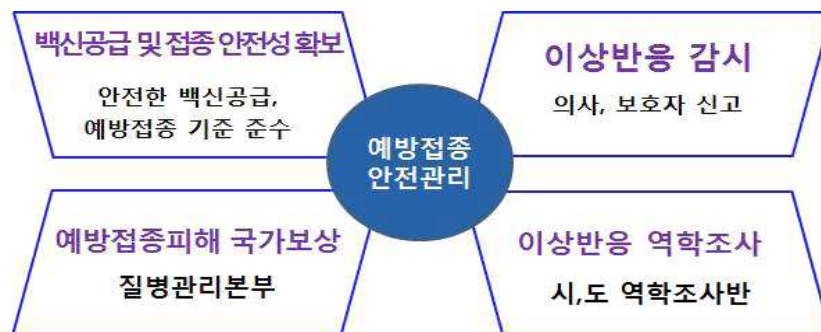 백신공급 및 접종 안전성 확보
안전한 백신공급,
예방접종 기준 준수
이상반응 감시
의사, 보호자 신고
예방접종
안전관리
예방접종피해 국가보상
질병관리본부
이상반응 역학조사
시,도 역학조사반